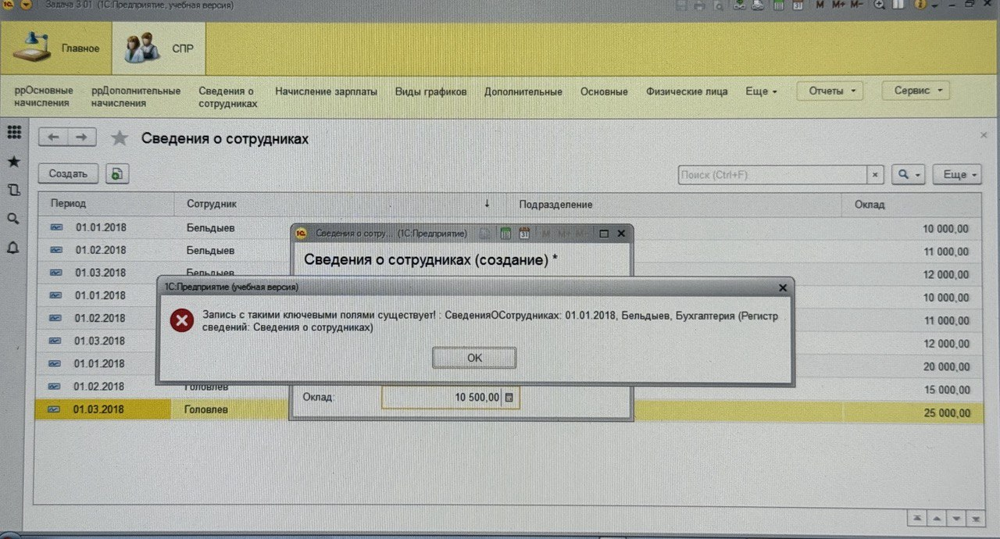 Задача 3.01 (1С:Предприятие, учебная версия)
M M+ M-
Главное
СПР
ррОсновные начисления
ррДополнительные начисления
Сведения о сотрудниках
Начисление зарплаты
Виды графиков
Дополнительные
Основные
Физические лица
Еще
Отчеты
Сервис
Сведения о сотрудниках
Создать
Поиск (Ctrl+F)
×
Еще
Период
Сотрудник
Подразделение
Оклад
01.01.2018 Бельдыев 10 000,00
01.02.2018 Бельдыев 11 000,00
01.03.2018 Бельдыев 12 000,00
01.01.2018 10 000,00
01.02.2018 11 000,00
01.03.2018 12 000,00
01.01.2018 20 000,00
01.02.2018 Головлев 15 000,00
01.03.2018 Головлев 25 000,00
Сведения о сотру... (1С:Предприятие)
31
M M+ M-
Сведения о сотрудниках (создание) *
1С:Предприятие (учебная версия)
Запись с такими ключевыми полями существует! : СведенияОСотрудниках: 01.01.2018, Бельдыев, Бухгалтерия (Регистр
сведений: Сведения о сотрудниках)
OK
Оклад: 10 500,00